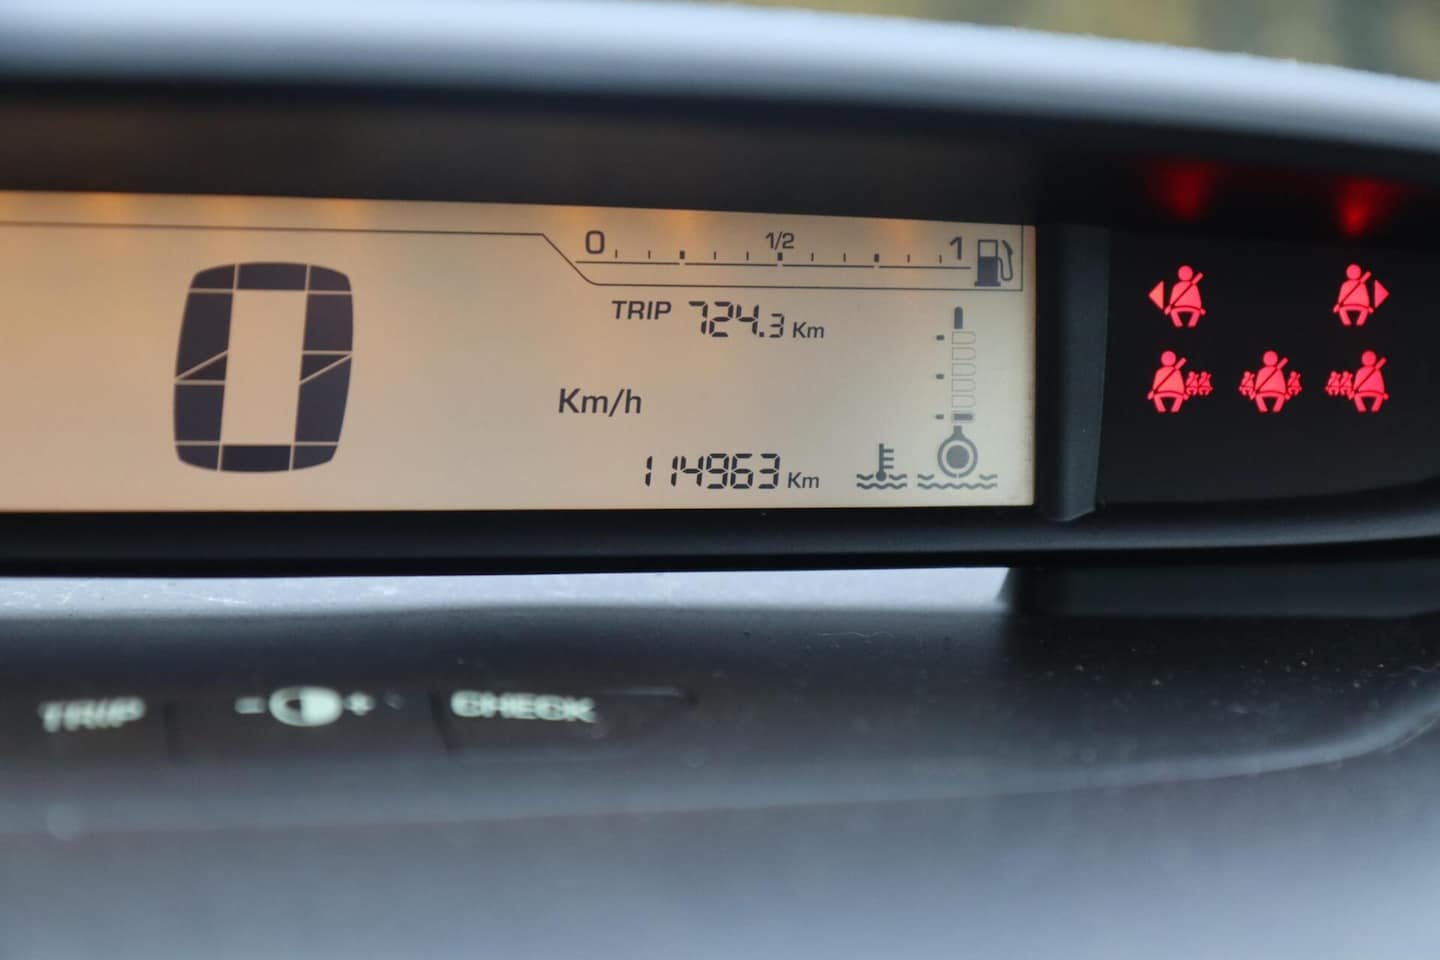 0 1/2 1
TRIP 724.3 Km
0 Km/h
114963 Km
TRIP - + CHECK